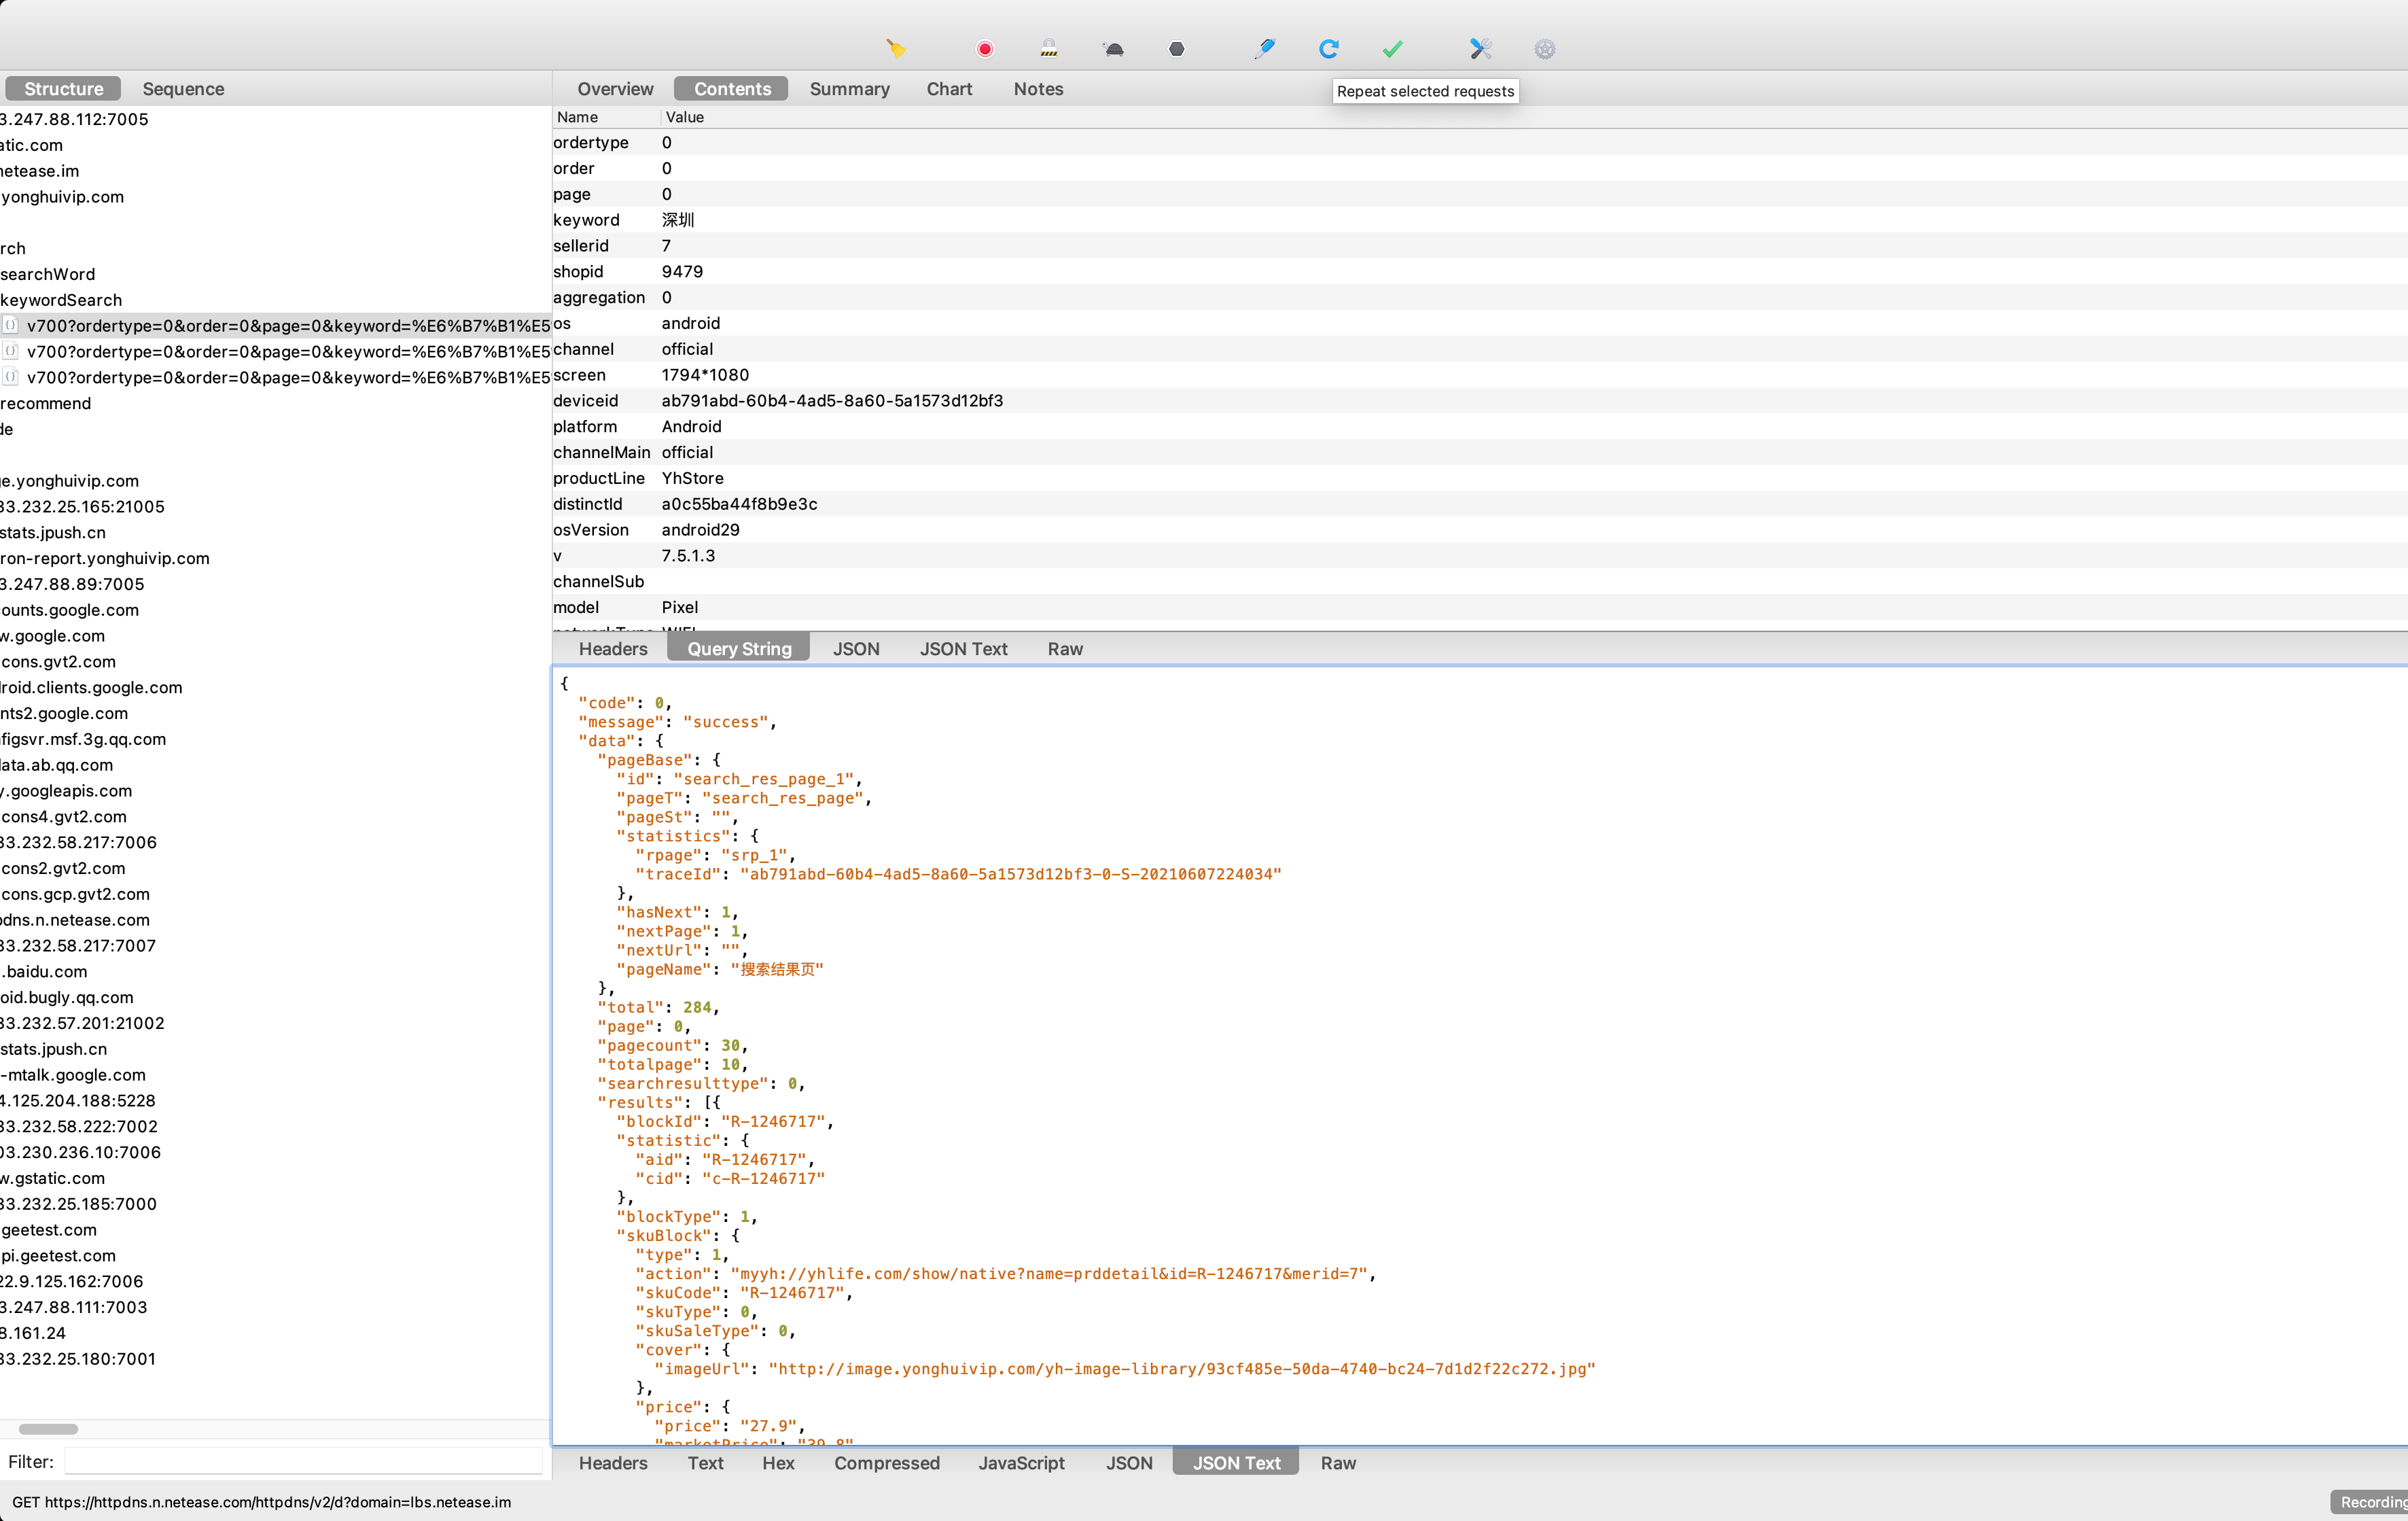 Structure Sequence
Overview Contents Summary Chart Notes
Repeat selected requests
3.247.88.112:7005
atic.com
netease.im
yonghuivip.com
rch
searchWord
keywordSearch
v700?ordertype=0&order=0&page=0&keyword=%E6%B7%B1%E5
v700?ordertype=0&order=0&page=0&keyword=%E6%B7%B1%E5
v700?ordertype=0&order=0&page=0&keyword=%E6%B7%B1%E5
recommend
de
ge.yonghuivip.com
33.232.25.165:21005
stats.jpush.cn
ron-report.yonghuivip.com
3.247.88.89:7005
counts.google.com
w.google.com
cons.gvt2.com
droid.clients.google.com
nts2.google.com
figsvr.msf.3g.qq.com
data.ab.qq.com
y.googleapis.com
cons4.gvt2.com
33.232.58.217:7006
cons2.gvt2.com
cons.gcp.gvt2.com
pdns.n.netease.com
33.232.58.217:7007
.baidu.com
oid.bugly.qq.com
33.232.57.201:21002
stats.jpush.cn
-mtalk.google.com
4.125.204.188:5228
33.232.58.222:7002
03.230.236.10:7006
w.gstatic.com
33.232.25.185:7000
geetest.com
pi.geetest.com
22.9.125.162:7006
3.247.88.111:7003
8.161.24
33.232.25.180:7001
Filter:
Name Value
ordertype 0
order 0
page 0
keyword 深圳
sellerid 7
shopid 9479
aggregation 0
os android
channel official
screen 1794*1080
deviceid ab791abd-60b4-4ad5-8a60-5a1573d12bf3
platform Android
channelMain official
productLine YhStore
distinctId a0c55ba44f8b9e3c
osVersion android29
v 7.5.1.3
channelSub
model Pixel
networkType WIFI
Headers Query String JSON JSON Text Raw
{
"code": 0,
"message": "success",
"data": {
"pageBase": {
"id": "search_res_page_1",
"pageT": "search_res_page",
"pageSt": "",
"statistics": {
"rpage": "srp_1",
"traceId": "ab791abd-60b4-4ad5-8a60-5a1573d12bf3-0-S-20210607224034"
},
"hasNext": 1,
"nextPage": 1,
"nextUrl": "",
"pageName": "搜索结果页"
},
"total": 284,
"page": 0,
"pagecount": 30,
"totalpage": 10,
"searchresulttype": 0,
"results": [{
"blockId": "R-1246717",
"statistic": {
"aid": "R-1246717",
"cid": "c-R-1246717"
},
"blockType": 1,
"skuBlock": {
"type": 1,
"action": "myyh://yhlife.com/show/native?name=prddetail&id=R-1246717&merid=7",
"skuCode": "R-1246717",
"skuType": 0,
"skuSaleType": 0,
"cover": {
"imageUrl": "http://image.yonghuivip.com/yh-image-library/93cf485e-50da-4740-bc24-7d1d2f22c272.jpg"
},
"price": {
"price": "27.9",
"marketPrice": "39.8"
Headers Text Hex Compressed JavaScript JSON JSON Text Raw
GET https://httpdns.n.netease.com/httpdns/v2/d?domain=lbs.netease.im
Recording